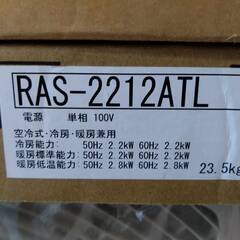 RAS-2212ATL
電源 単相 100V
空冷式・冷房・暖房兼用
冷房能力: 50Hz 2.2kW 60Hz 2.2kW
暖房標準能力: 50Hz 2.2kW 60Hz 2.2kW
暖房低温能力: 50Hz 2.8kW 60Hz 2.8kW
23.5kg